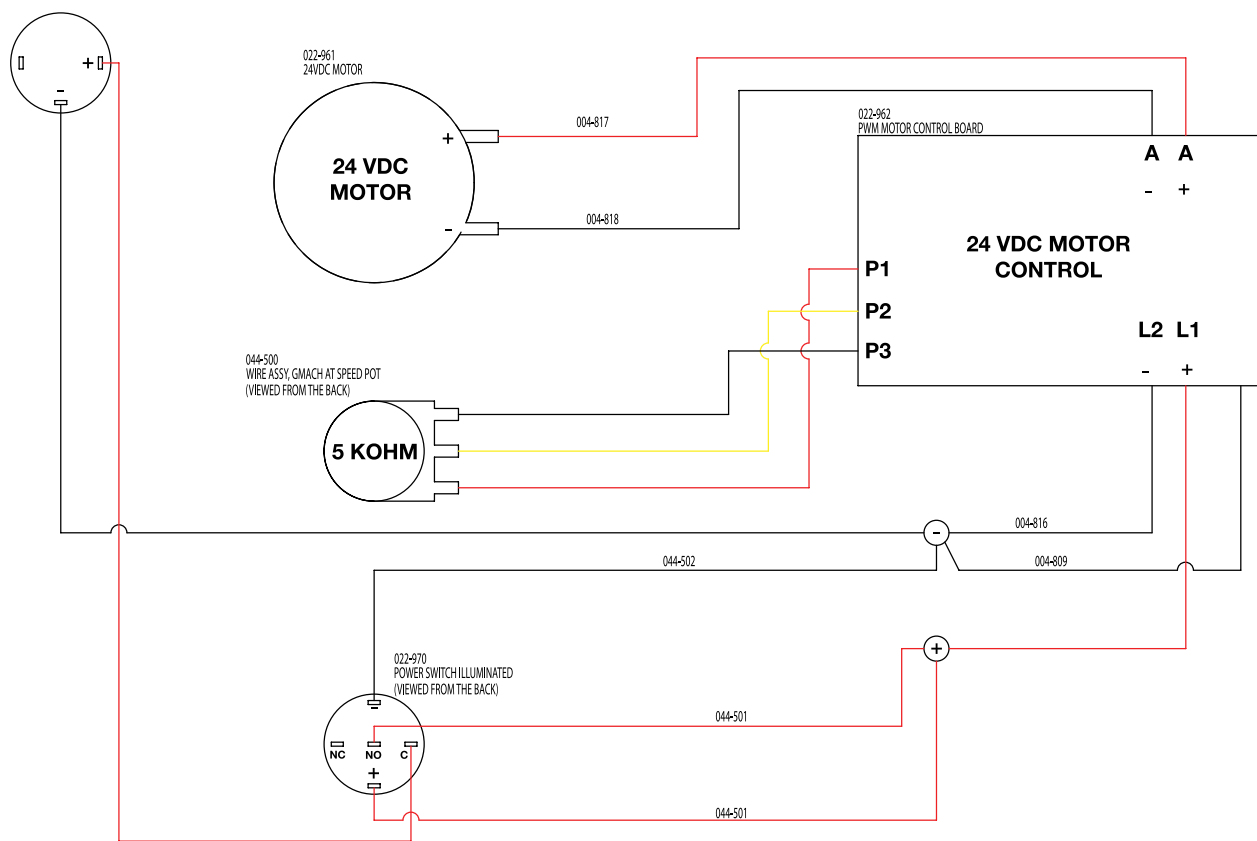 +
-
022-961
24VDC MOTOR
+
24 VDC
MOTOR
-
004-817
004-818
022-962
PWM MOTOR CONTROL BOARD
A A
- +
24 VDC MOTOR
CONTROL
P1
P2
P3
L2 L1
- +
044-500
WIRE ASSY, GMACH AT SPEED POT
(VIEWED FROM THE BACK)
5 KOHM
-
004-816
044-502
004-809
022-970
POWER SWITCH ILLUMINATED
(VIEWED FROM THE BACK)
-
NC NO C
+
+
044-501
044-501